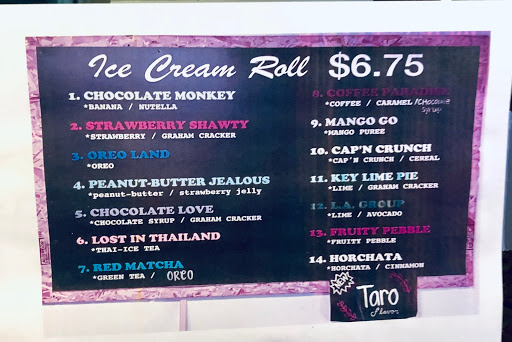 Ice Cream Roll $6.75
1. CHOCOLATE MONKEY
*BANANA / NUTELLA
2. STRAWBERRY SHAWTY
*STRAWBERRY / GRAHAM CRACKER
3. OREO LAND
*OREO
4. PEANUT-BUTTER JEALOUS
*peanut-butter / strawberry jelly
5. CHOCOLATE LOVE
*CHOCOLATE SYRUP / GRAHAM CRACKER
6. LOST IN THAILAND
*THAI-ICE TEA
7. RED MATCHA
*GREEN TEA / OREO
8. COFFEE PARADISE
*COFFEE / CARAMEL /CHOCOLATE
Syrup
9. MANGO GO
*MANGO PUREE
10. CAP'N CRUNCH
*CAP'N CRUNCH / CEREAL
11. KEY LIME PIE
*LIME / GRAHAM CRACKER
12. L.A. GROUP
*LIME / AVOCADO
13. FRUITY PEBBLE
*FRUITY PEBBLE
14. HORCHATA
*HORCHATA / CINNAMON
NEW
Taro
flavor